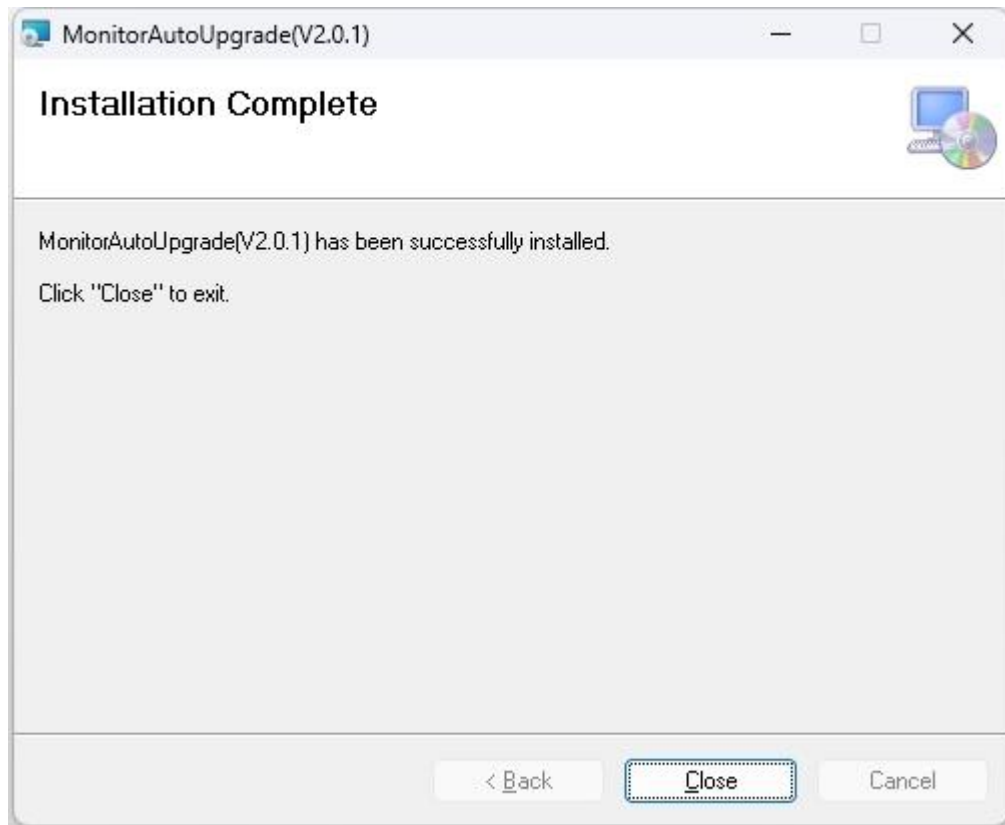 MonitorAutoUpgrade(V2.0.1)
Installation Complete
MonitorAutoUpgrade(V2.0.1) has been successfully installed.
Click "Close" to exit.
< Back
Close
Cancel